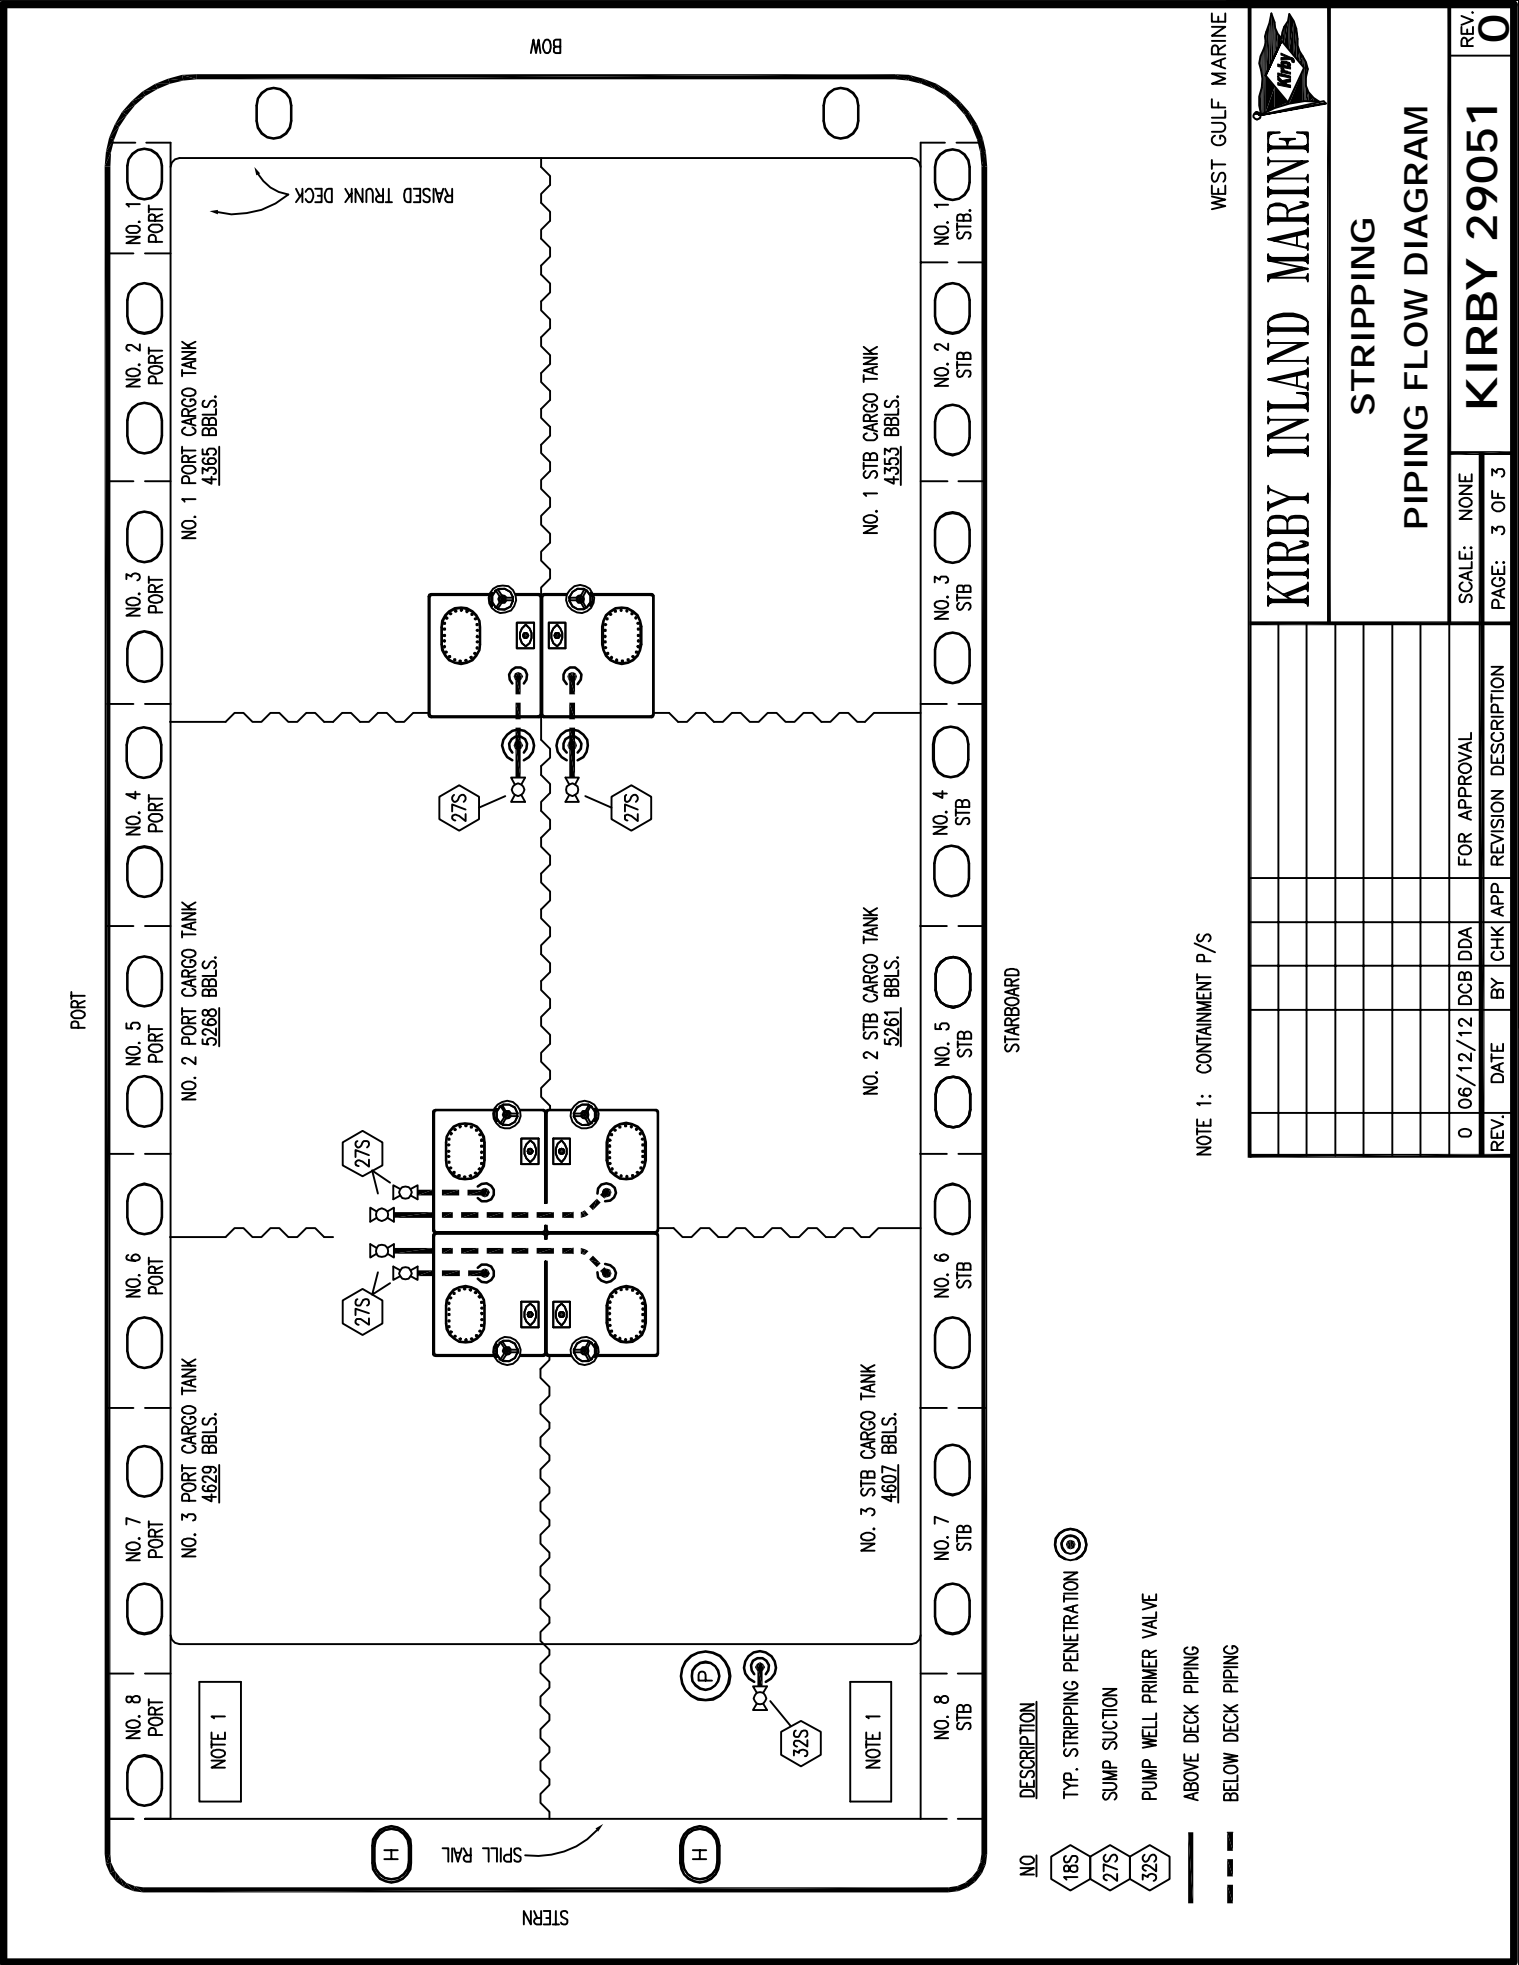 BOW
PORT
STARBOARD
STERN
RAISED TRUNK DECK
SPILL RAIL
NO. 8
PORT
NO. 7
PORT
NO. 6
PORT
NO. 5
PORT
NO. 4
PORT
NO. 3
PORT
NO. 2
PORT
NO. 1
PORT
NO. 3 PORT CARGO TANK
4629 BBLS.
NO. 2 PORT CARGO TANK
5268 BBLS.
NO. 1 PORT CARGO TANK
4365 BBLS.
NOTE 1
H
27S
27S
27S
27S
H
P
32S
NOTE 1
NO. 3 STB CARGO TANK
4607 BBLS.
NO. 2 STB CARGO TANK
5261 BBLS.
NO. 1 STB CARGO TANK
4353 BBLS.
NO. 8
STB
NO. 7
STB
NO. 6
STB
NO. 5
STB
NO. 4
STB
NO. 3
STB
NO. 2
STB
NO. 1
STB.
NO DESCRIPTION
18S TYP. STRIPPING PENETRATION
27S SUMP SUCTION
32S PUMP WELL PRIMER VALVE
ABOVE DECK PIPING
BELOW DECK PIPING
NOTE 1: CONTAINMENT P/S
WEST GULF MARINE
KIRBY INLAND MARINE
Kirby
STRIPPING
PIPING FLOW DIAGRAM
0 06/12/12 DCB DDA FOR APPROVAL
REV. DATE BY CHK APP REVISION DESCRIPTION
SCALE: NONE
PAGE: 3 OF 3
KIRBY 29051
REV.
0